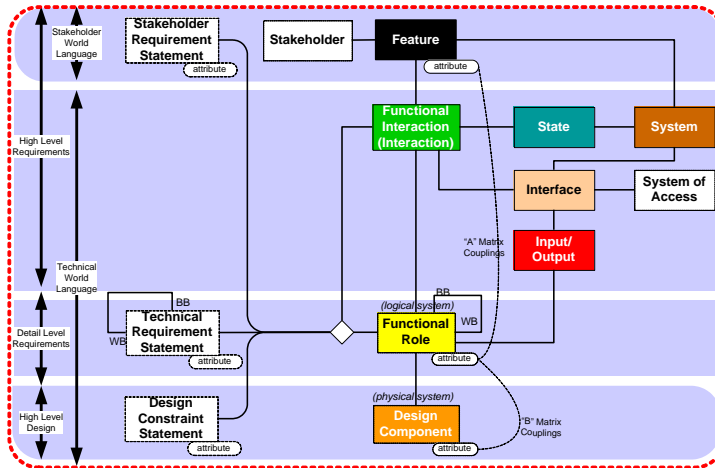 Stakeholder
World
Language
Stakeholder
Requirement
Statement
attribute
Stakeholder
Feature
attribute
High Level
Requirements
Functional
Interaction
(Interaction)
State
System
Interface
System of
Access
Input/
Output
"A" Matrix
Couplings
Technical
World
Language
BB
WB
Detail Level
Requirements
Technical
Requirement
Statement
attribute
(logical system)
BB
WB
Functional
Role
attribute
High Level
Design
Design
Constraint
Statement
attribute
(physical system)
Design
Component
attribute
"B" Matrix
Couplings